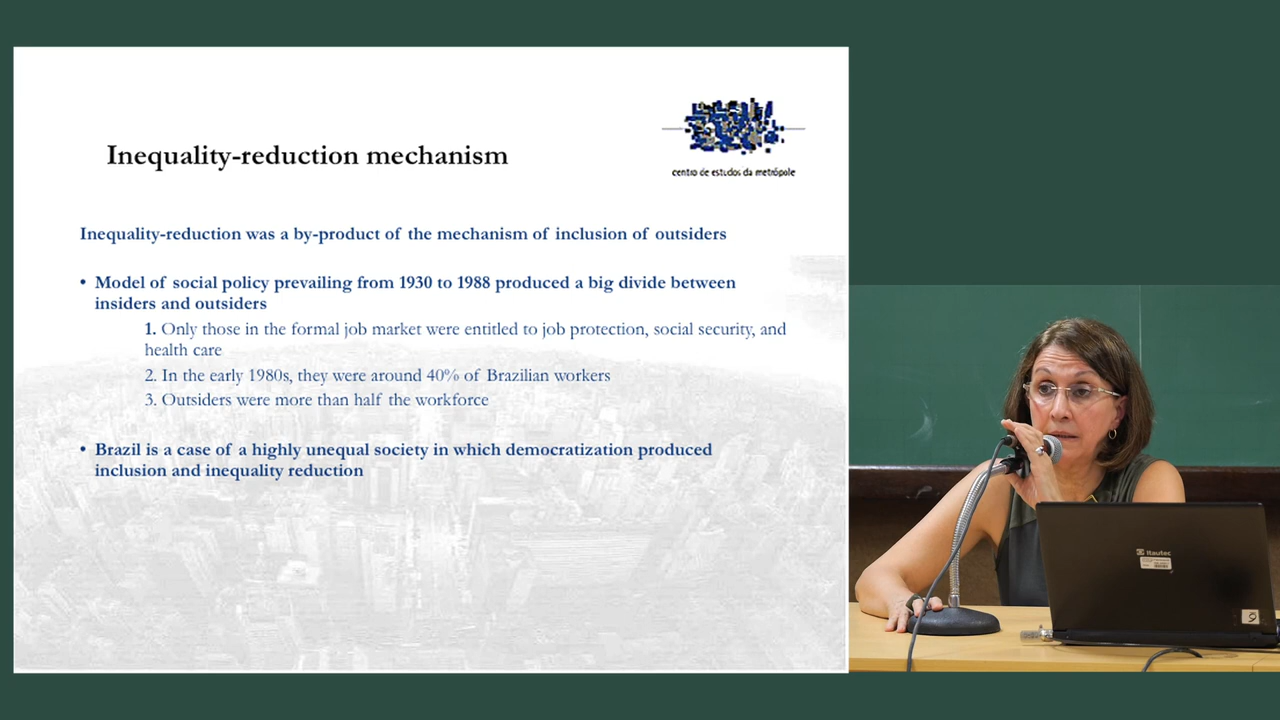 centro de estudos da metrópole
Inequality-reduction mechanism
Inequality-reduction was a by-product of the mechanism of inclusion of outsiders
• Model of social policy prevailing from 1930 to 1988 produced a big divide between
insiders and outsiders
1. Only those in the formal job market were entitled to job protection, social security, and
health care
2. In the early 1980s, they were around 40% of Brazilian workers
3. Outsiders were more than half the workforce
• Brazil is a case of a highly unequal society in which democratization produced
inclusion and inequality reduction
Itautec